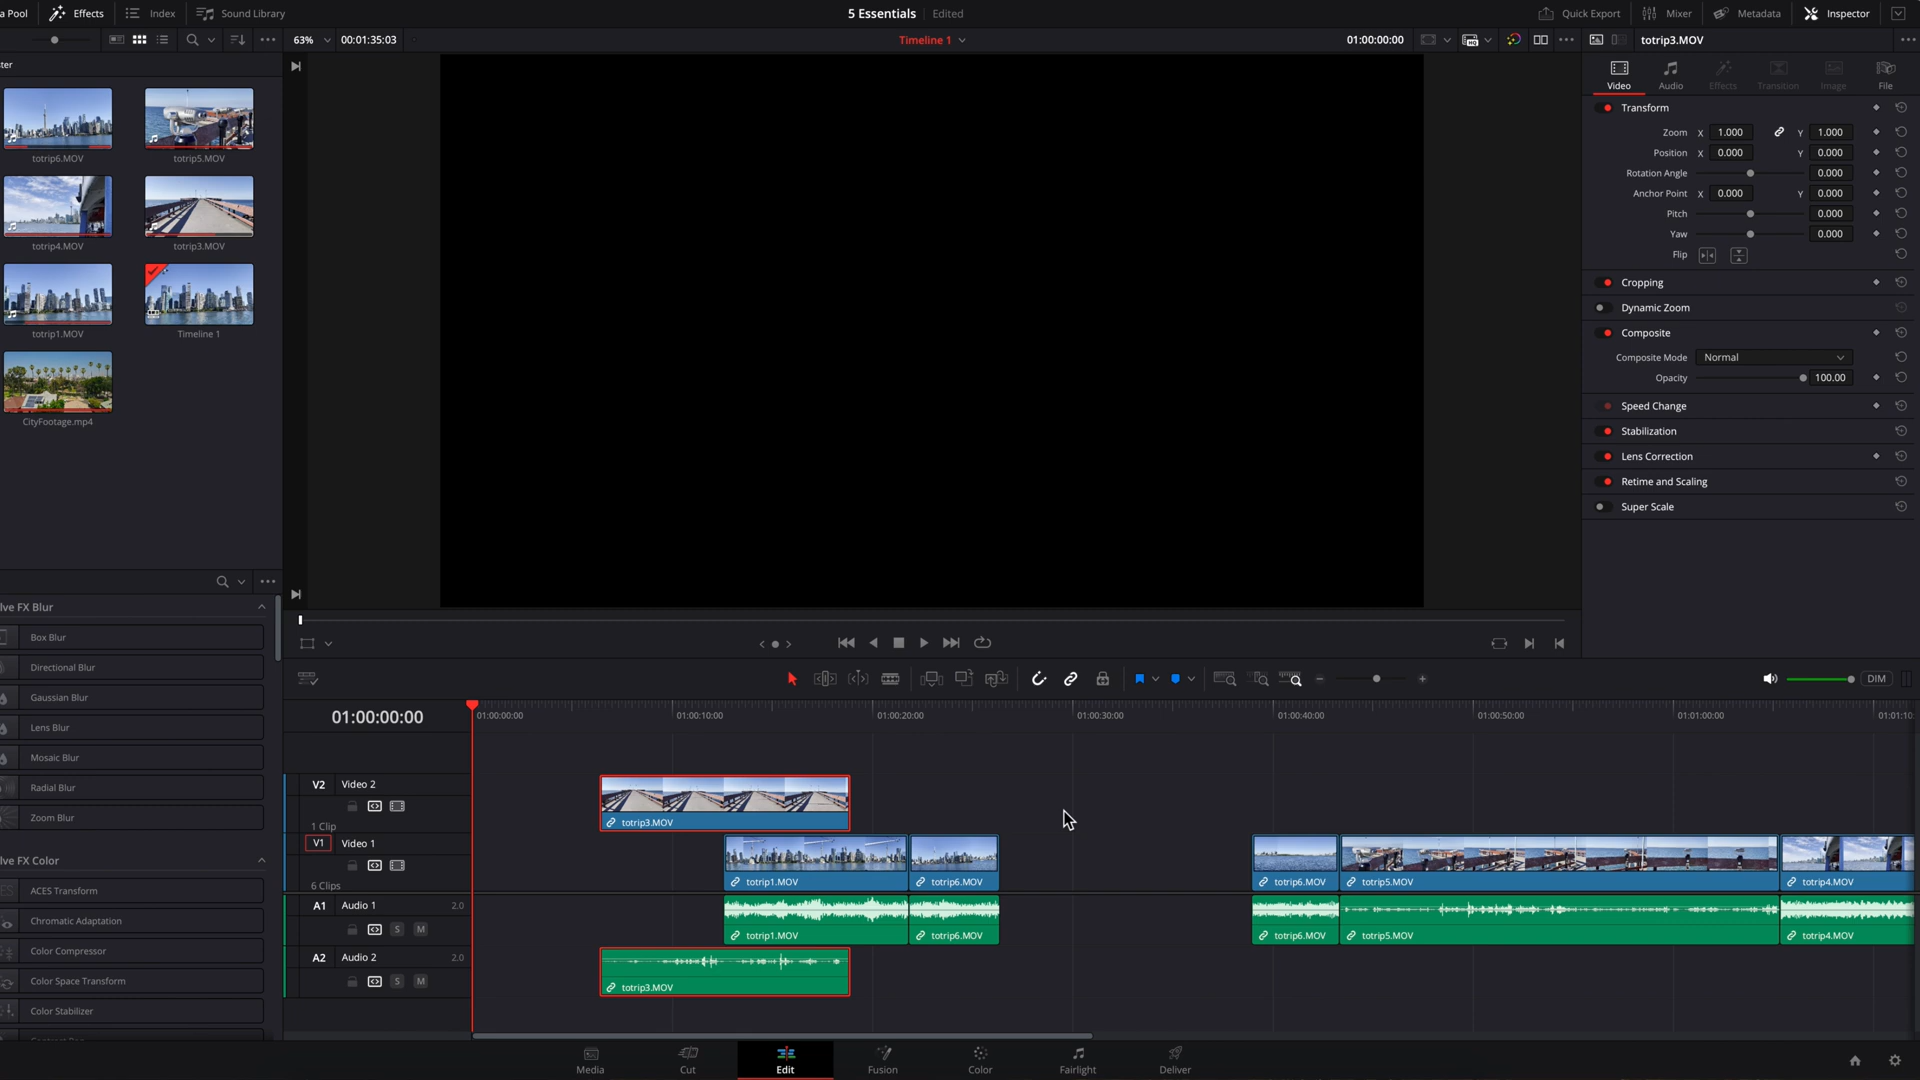 a Pool
Effects
Index
Sound Library
5 Essentials
Edited
Quick Export
Mixer
Metadata
Inspector
63%
00:01:35:03
Timeline 1
01:00:00:00
totrip3.MOV
ter
totrip6.MOV
totrip5.MOV
totrip4.MOV
totrip3.MOV
totrip1.MOV
Timeline 1
CityFootage.mp4
Video
Audio
Effects
Transition
Image
File
Transform
Zoom X 1.000 Y 1.000
Position X 0.000 Y 0.000
Rotation Angle 0.000
Anchor Point X 0.000 Y 0.000
Pitch 0.000
Yaw 0.000
Flip
Cropping
Dynamic Zoom
Composite
Composite Mode Normal
Opacity 100.00
Speed Change
Stabilization
Lens Correction
Retime and Scaling
Super Scale
lve FX Blur
Box Blur
Directional Blur
Gaussian Blur
Lens Blur
Mosaic Blur
Radial Blur
Zoom Blur
lve FX Color
ACES Transform
Chromatic Adaptation
Color Compressor
Color Space Transform
Color Stabilizer
DIM
01:00:00:00
01:00:00:00
01:00:10:00
01:00:20:00
01:00:30:00
01:00:40:00
01:00:50:00
01:01:00:00
01:01:10:
V2 Video 2
1 Clip
totrip3.MOV
V1 Video 1
6 Clips
totrip1.MOV
totrip6.MOV
totrip6.MOV
totrip5.MOV
totrip4.MOV
A1 Audio 1 2.0
S M
totrip1.MOV
totrip6.MOV
totrip6.MOV
totrip5.MOV
totrip4.MOV
A2 Audio 2 2.0
S M
totrip3.MOV
Media
Cut
Edit
Fusion
Color
Fairlight
Deliver